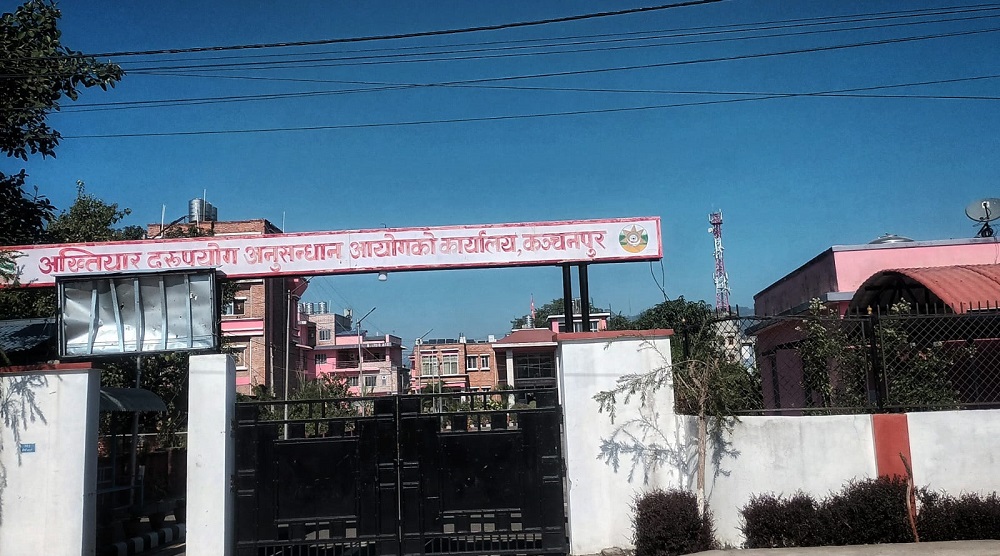 अख्तियार दुरूपयोग अनुसन्धान आयोगको कार्यालय, कञ्चनपुर